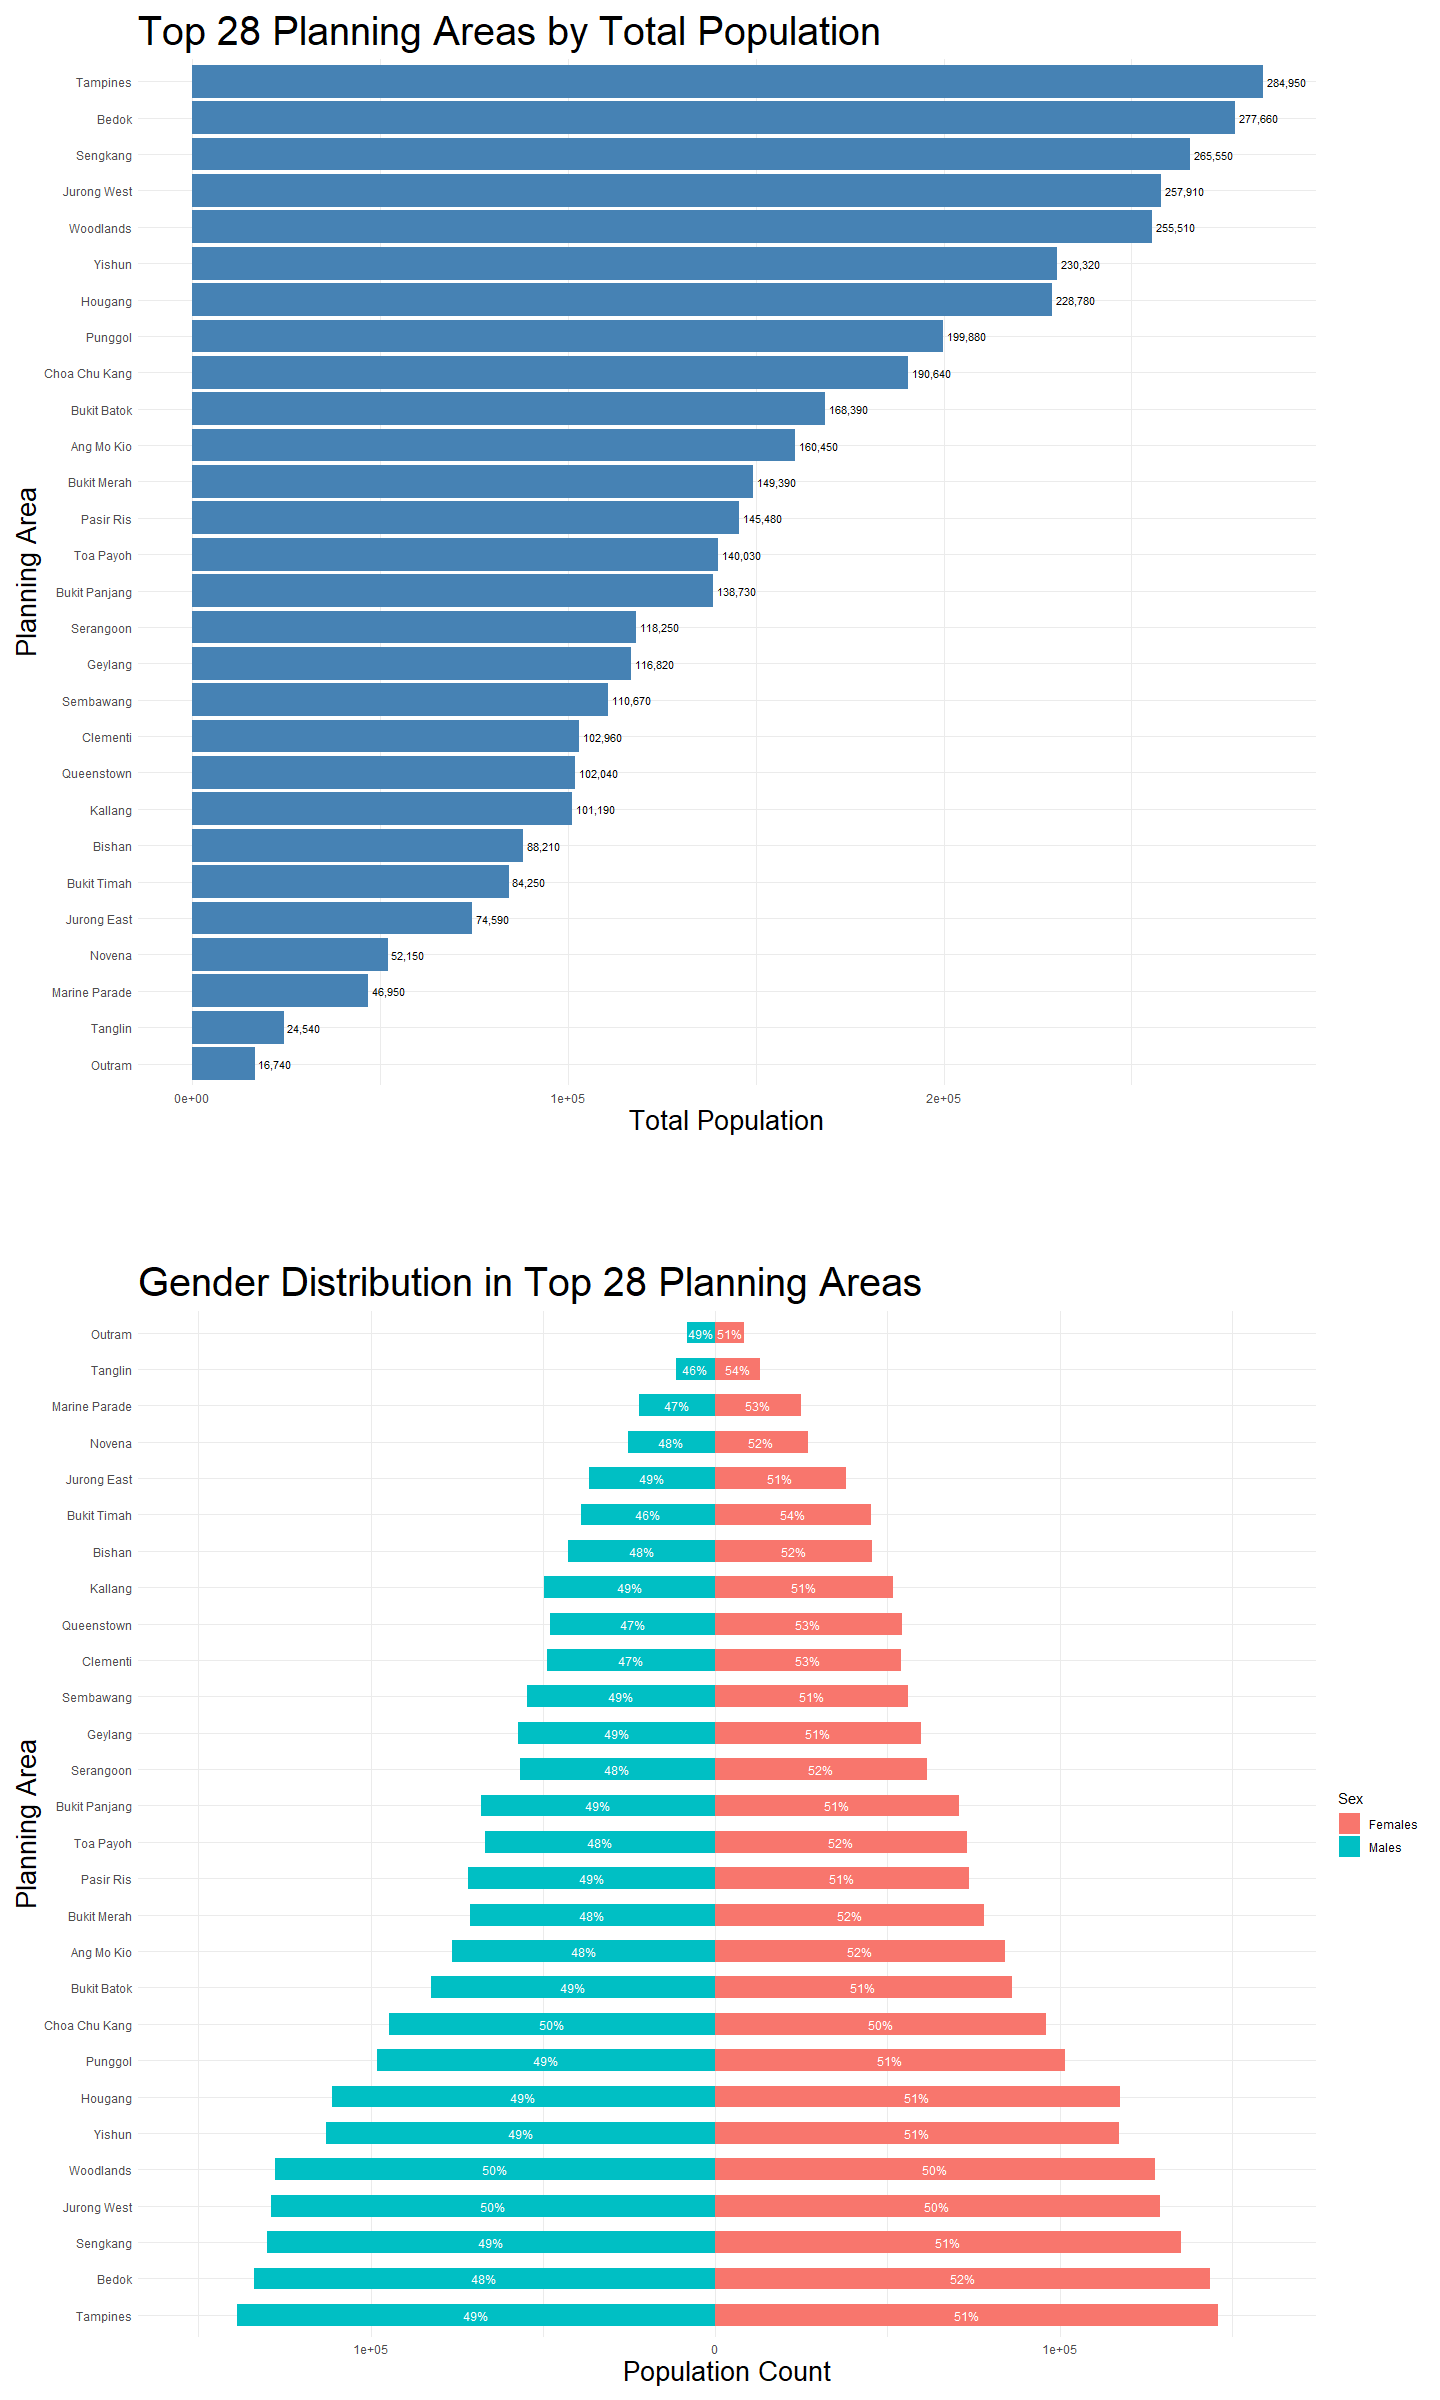 Top 28 Planning Areas by Total Population
Planning Area
Tampines 284,950
Bedok 277,660
Sengkang 265,550
Jurong West 257,910
Woodlands 255,510
Yishun 230,320
Hougang 228,780
Punggol 199,880
Choa Chu Kang 190,640
Bukit Batok 168,390
Ang Mo Kio 160,450
Bukit Merah 149,390
Pasir Ris 145,480
Toa Payoh 140,030
Bukit Panjang 138,730
Serangoon 118,250
Geylang 116,820
Sembawang 110,670
Clementi 102,960
Queenstown 102,040
Kallang 101,190
Bishan 88,210
Bukit Timah 84,250
Jurong East 74,590
Novena 52,150
Marine Parade 46,950
Tanglin 24,540
Outram 16,740
0e+00 1e+05 2e+05
Total Population
Gender Distribution in Top 28 Planning Areas
Planning Area
Outram 49% 51%
Tanglin 46% 54%
Marine Parade 47% 53%
Novena 48% 52%
Jurong East 49% 51%
Bukit Timah 46% 54%
Bishan 48% 52%
Kallang 49% 51%
Queenstown 47% 53%
Clementi 47% 53%
Sembawang 49% 51%
Geylang 49% 51%
Serangoon 48% 52%
Bukit Panjang 49% 51%
Toa Payoh 48% 52%
Pasir Ris 49% 51%
Bukit Merah 48% 52%
Ang Mo Kio 48% 52%
Bukit Batok 49% 51%
Choa Chu Kang 50% 50%
Punggol 49% 51%
Hougang 49% 51%
Yishun 49% 51%
Woodlands 50% 50%
Jurong West 50% 50%
Sengkang 49% 51%
Bedok 48% 52%
Tampines 49% 51%
1e+05 0 1e+05
Population Count
Sex
Females
Males